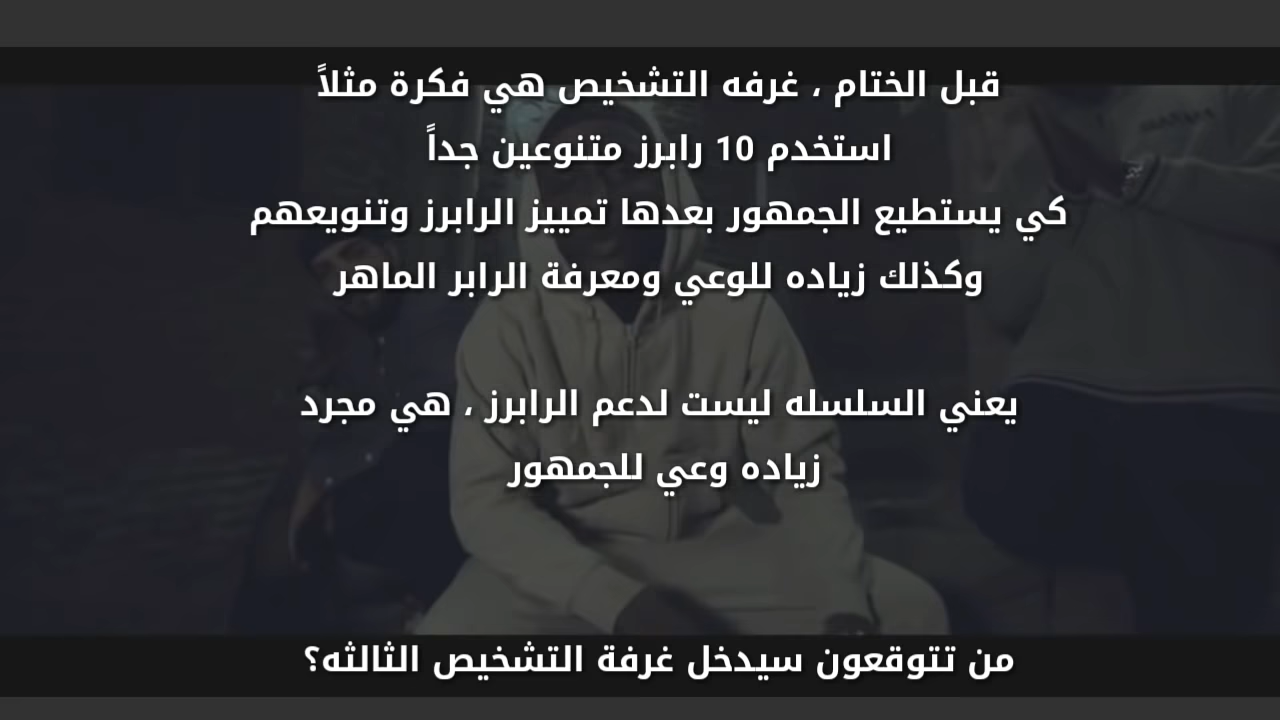 قبل الختام ، غرفه التشخيص هي فكرة مثلاً
استخدم 10 رابرز متنوعين جداً
كي يستطيع الجمهور بعدها تمييز الرابرز وتنويعهم
وكذلك زياده للوعي ومعرفة الرابر الماهر
يعني السلسله ليست لدعم الرابرز ، هي مجرد
زياده وعي للجمهور
من تتوقعون سيدخل غرفة التشخيص الثالثه؟